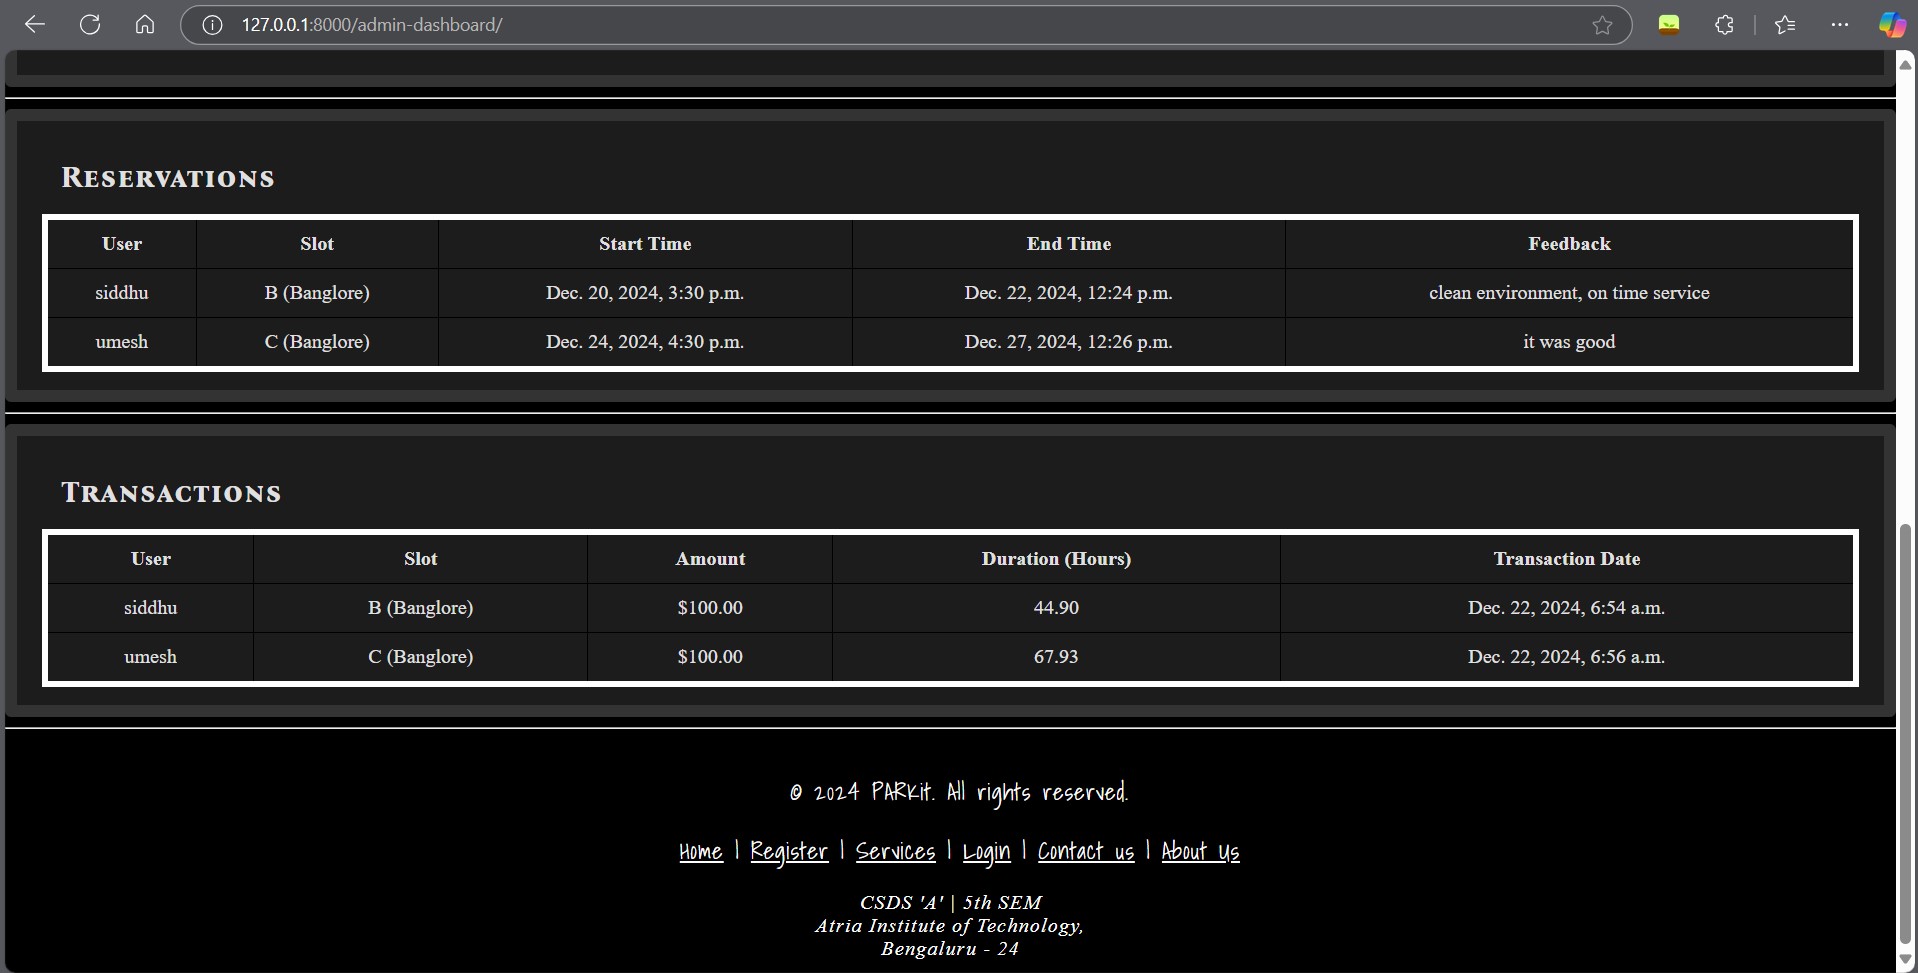 127.0.0.1:8000/admin-dashboard/
Reservations
User Slot Start Time End Time Feedback
siddhu B (Banglore) Dec. 20, 2024, 3:30 p.m. Dec. 22, 2024, 12:24 p.m. clean environment, on time service
umesh C (Banglore) Dec. 24, 2024, 4:30 p.m. Dec. 27, 2024, 12:26 p.m. it was good
Transactions
User Slot Amount Duration (Hours) Transaction Date
siddhu B (Banglore) $100.00 44.90 Dec. 22, 2024, 6:54 a.m.
umesh C (Banglore) $100.00 67.93 Dec. 22, 2024, 6:56 a.m.
© 2024 PARKit. All rights reserved.
Home | Register | Services | Login | Contact us | About Us
CSDS 'A' | 5th SEM
Atria Institute of Technology,
Bengaluru - 24